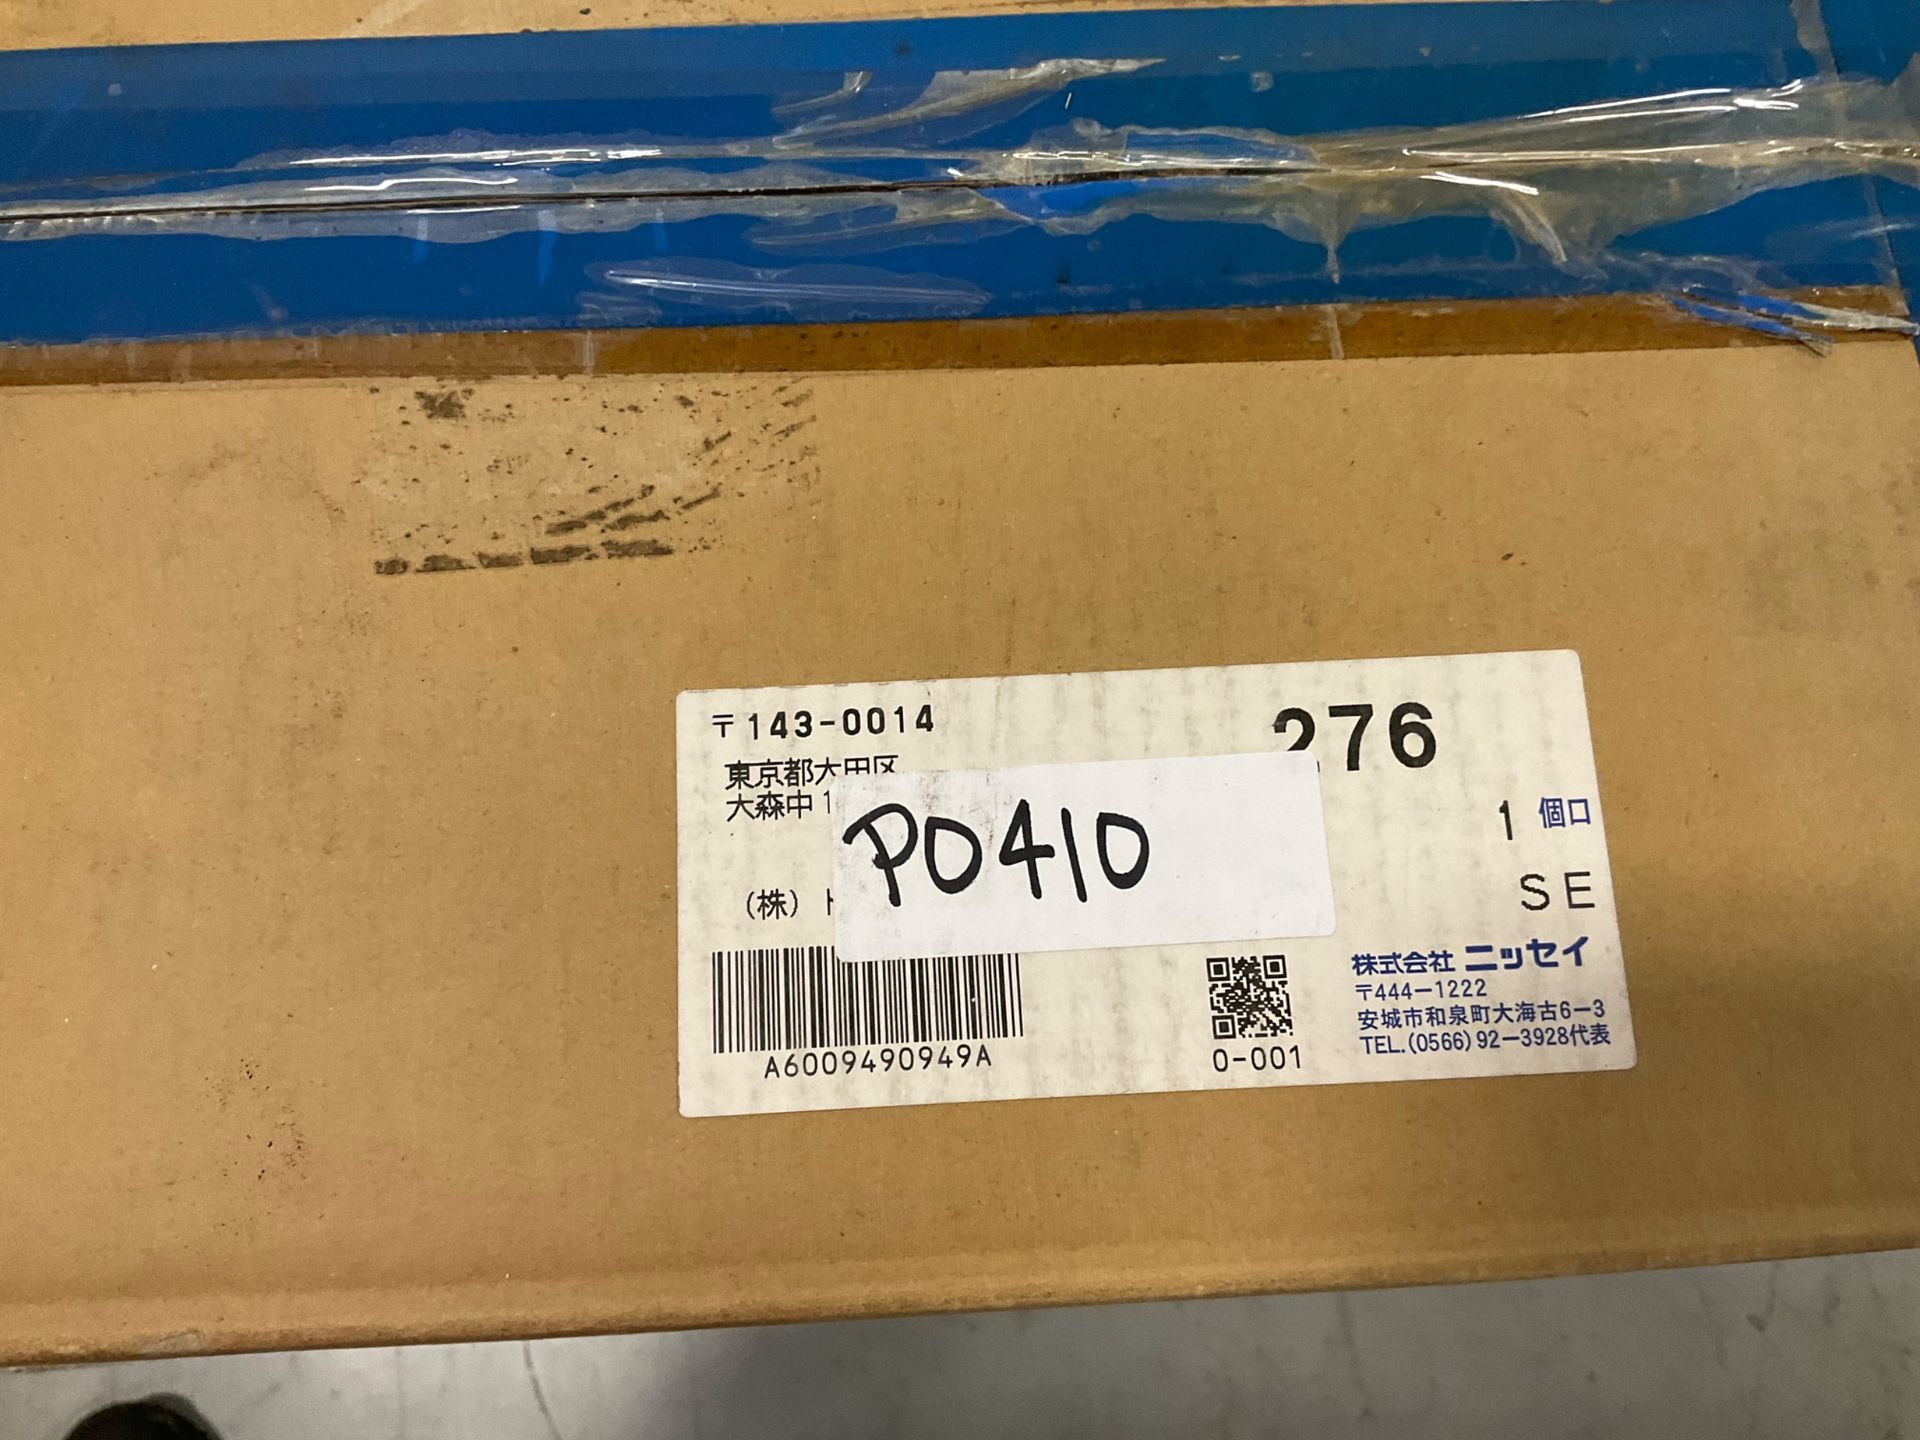 〒143-0014
276
東京都大田区
大森中1
1 個口
PO410
SE
(株)ト
株式会社 ニッセイ
〒444-1222
安城市和泉町大海古6-3
TEL.(0566)92-3928代表
A6009490949A
0-001